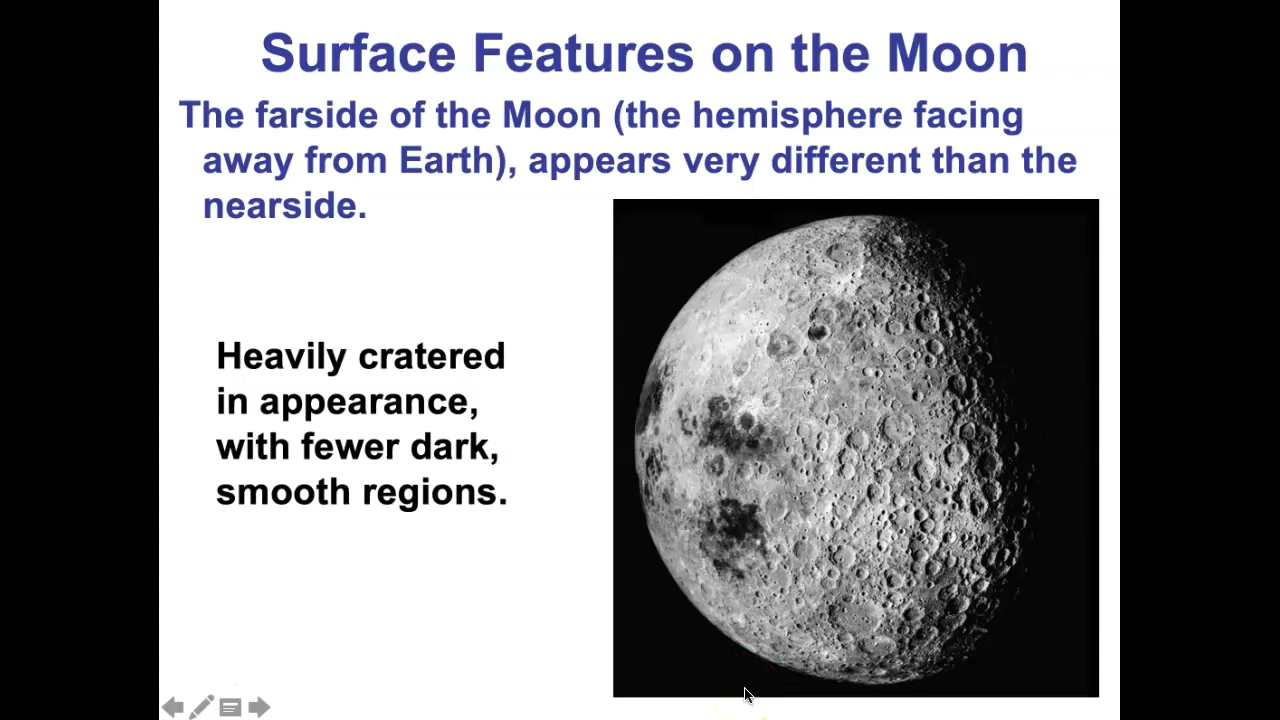 Surface Features on the Moon
The farside of the Moon (the hemisphere facing
away from Earth), appears very different than the
nearside.
Heavily cratered
in appearance,
with fewer dark,
smooth regions.